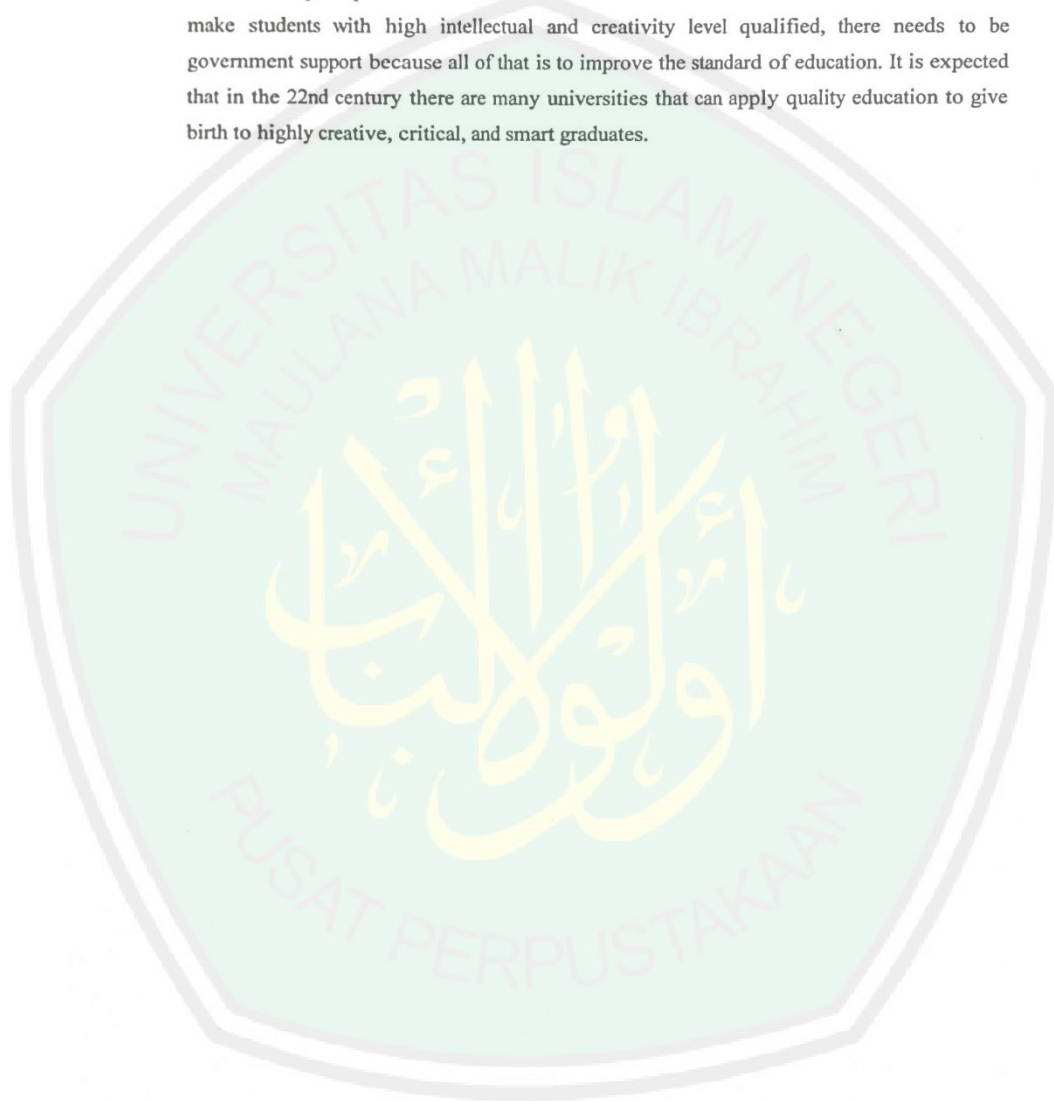 make students with high intellectual and creativity level qualified, there needs to be
government support because all of that is to improve the standard of education. It is expected
that in the 22nd century there are many universities that can apply quality education to give
birth to highly creative, critical, and smart graduates.
UNIVERSITAS ISLAM NEGERI
MAULANA MALIK IBRAHIM
أولوا الألباب
PUSAT PERPUSTAKAAN